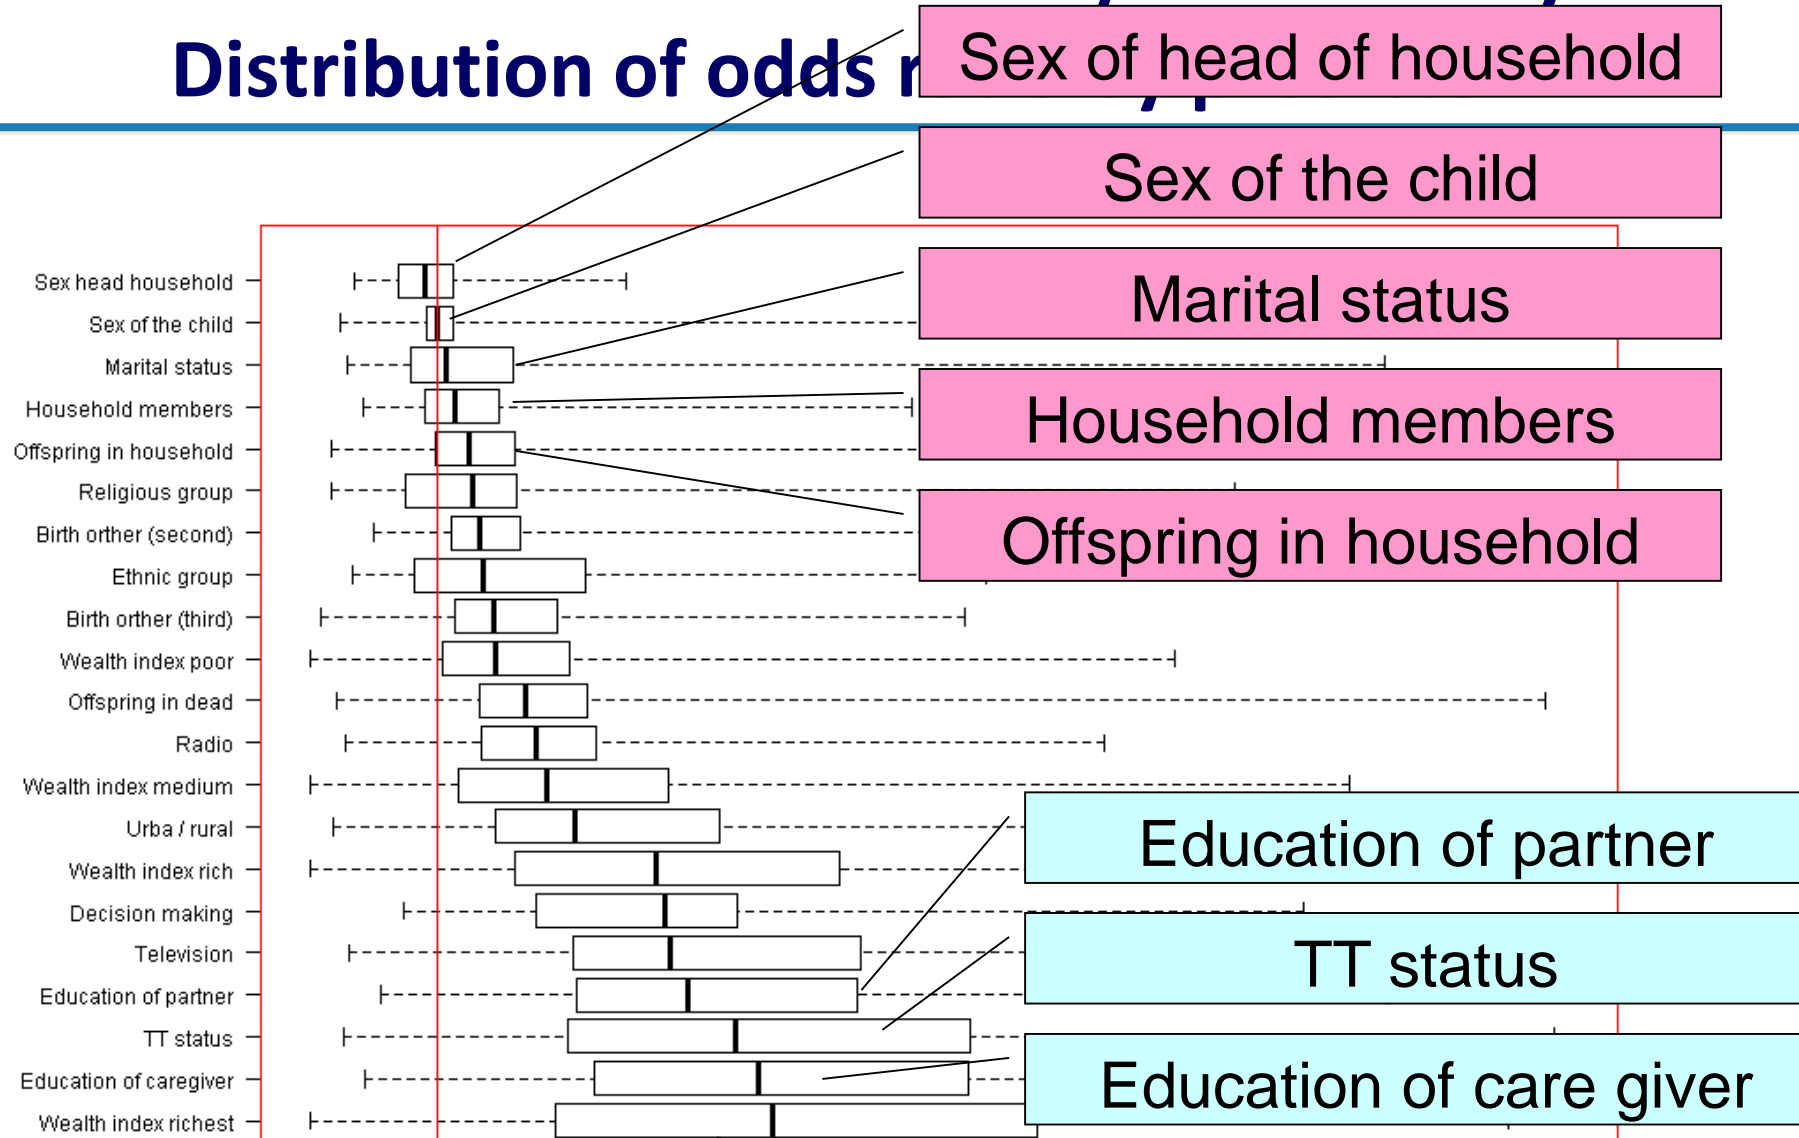 Distribution of odds
Sex of head of household
Sex of the child
Marital status
Household members
Offspring in household
Education of partner
TT status
Education of care giver
Sex head household
Sex of the child
Marital status
Household members
Offspring in household
Religious group
Birth orther (second)
Ethnic group
Birth orther (third)
Wealth index poor
Offspring in dead
Radio
Wealth index medium
Urba / rural
Wealth index rich
Decision making
Television
Education of partner
TT status
Education of caregiver
Wealth index richest